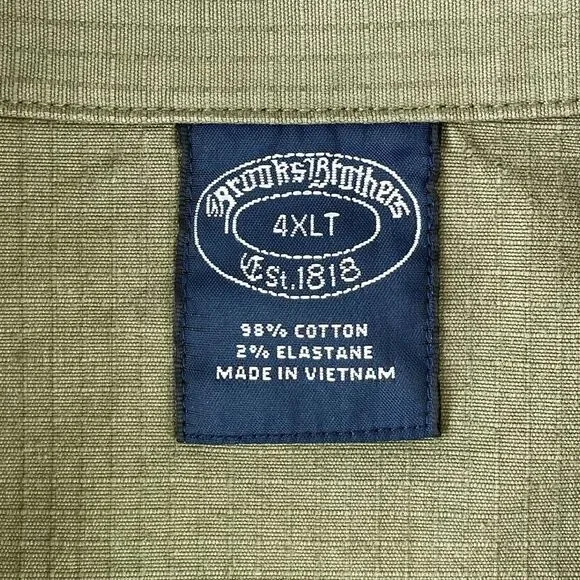 Brooks Brothers
4XLT
Est. 1818
98% COTTON
2% ELASTANE
MADE IN VIETNAM